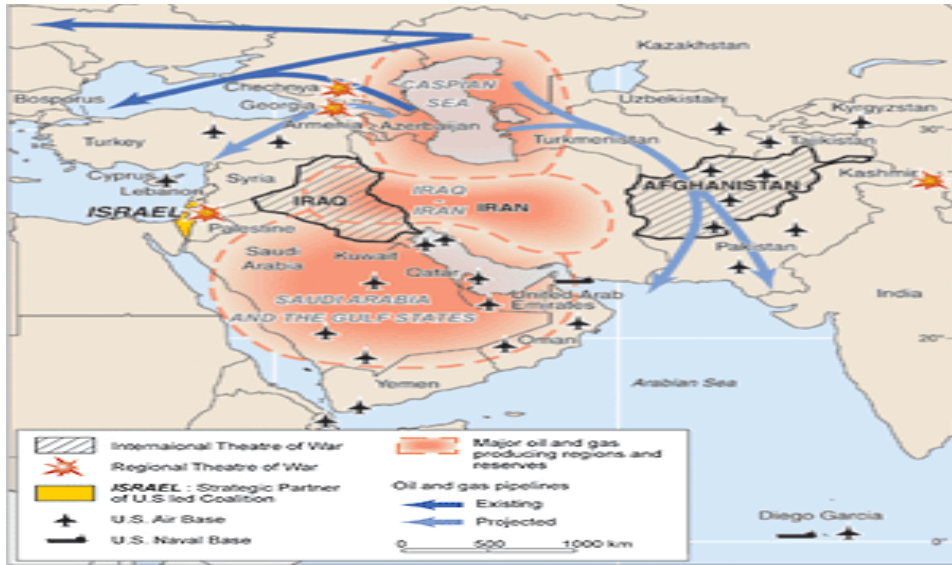 Kazakhstan
CASPIAN
SEA
Chechnya
Georgia
Bosporus
Uzbekistan
Kyrgyzstan
30°
Armenia
Azerbaijan
Turkey
Turkmenistan
Tajikistan
Cyprus
Lebanon
Syria
IRAQ
IRAQ
- IRAN
IRAN
AFGHANISTAN
Kashmir
ISRAEL
Palestine
Saudi
Arabia
Kuwait
Pakistan
Qatar
India
SAUDI ARABIA
AND THE GULF STATES
United Arab
Emirates
Oman
20°
Yemen
Arabian Sea
Internaional Theatre of War
Regional Theatre of War
ISRAEL : Strategic Partner
of U.S led Coalition
U.S. Air Base
U.S. Naval Base
Major oil and gas
producing regions and
reserves
Oil and gas pipelines
Existing
Projected
0 500 1000 km
Diego Garcia
0°